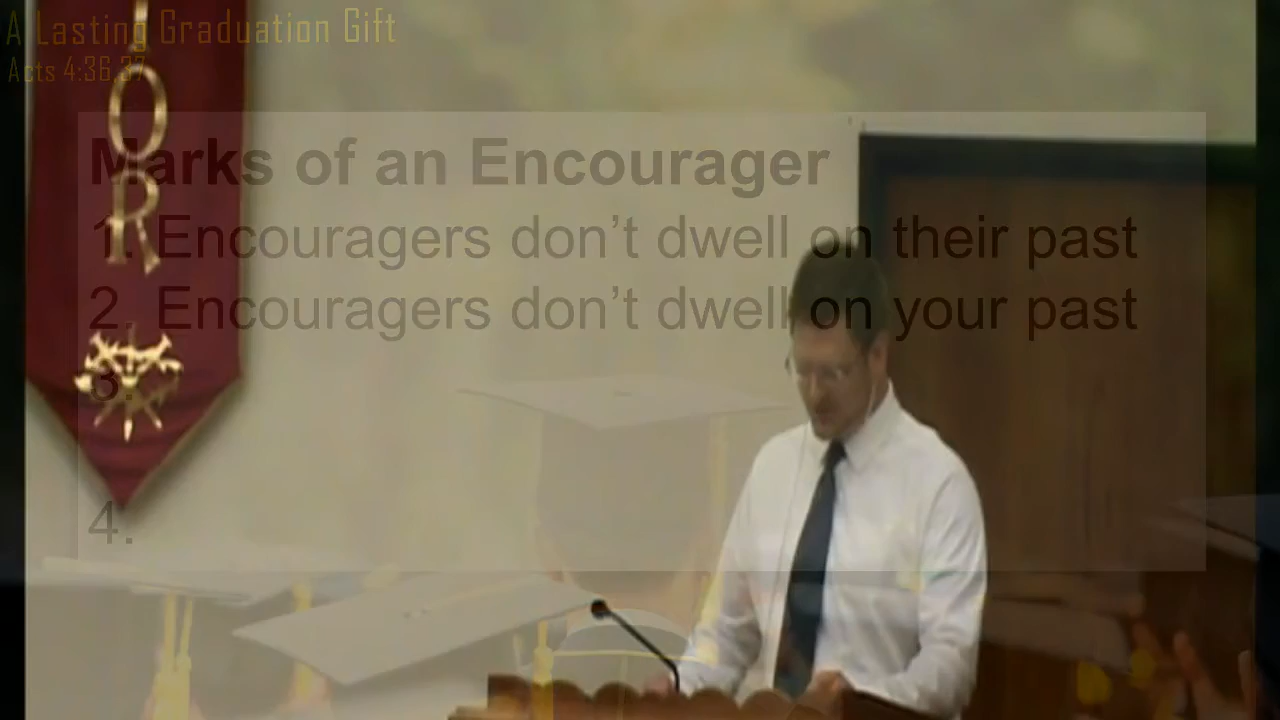 A Lasting Graduation Gift
Acts 4:36,37
O
R
Marks of an Encourager
1. Encouragers don’t dwell on their past
2. Encouragers don’t dwell on your past
3.
4.